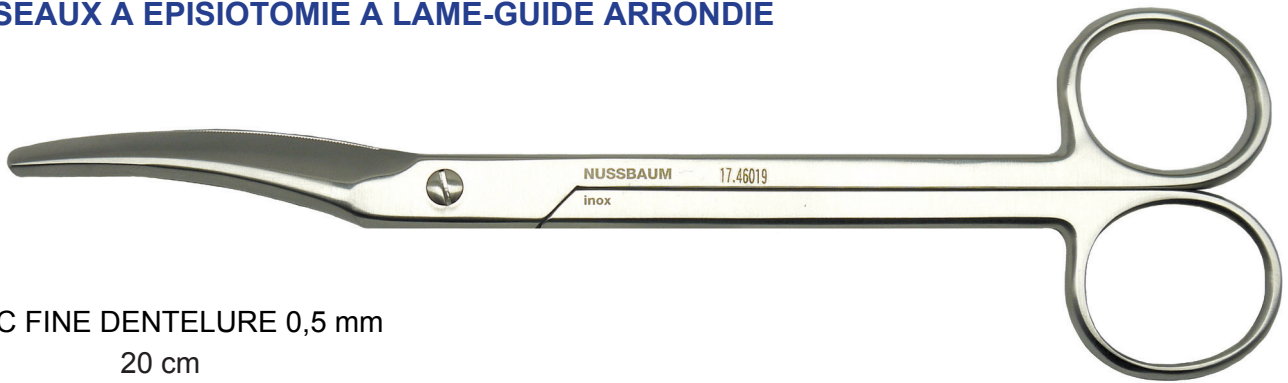 SEAUX A EPISIOTOMIE A LAME-GUIDE ARRONDIE
NUSSBAUM 17.46019
inox
C FINE DENTELURE 0,5 mm
20 cm